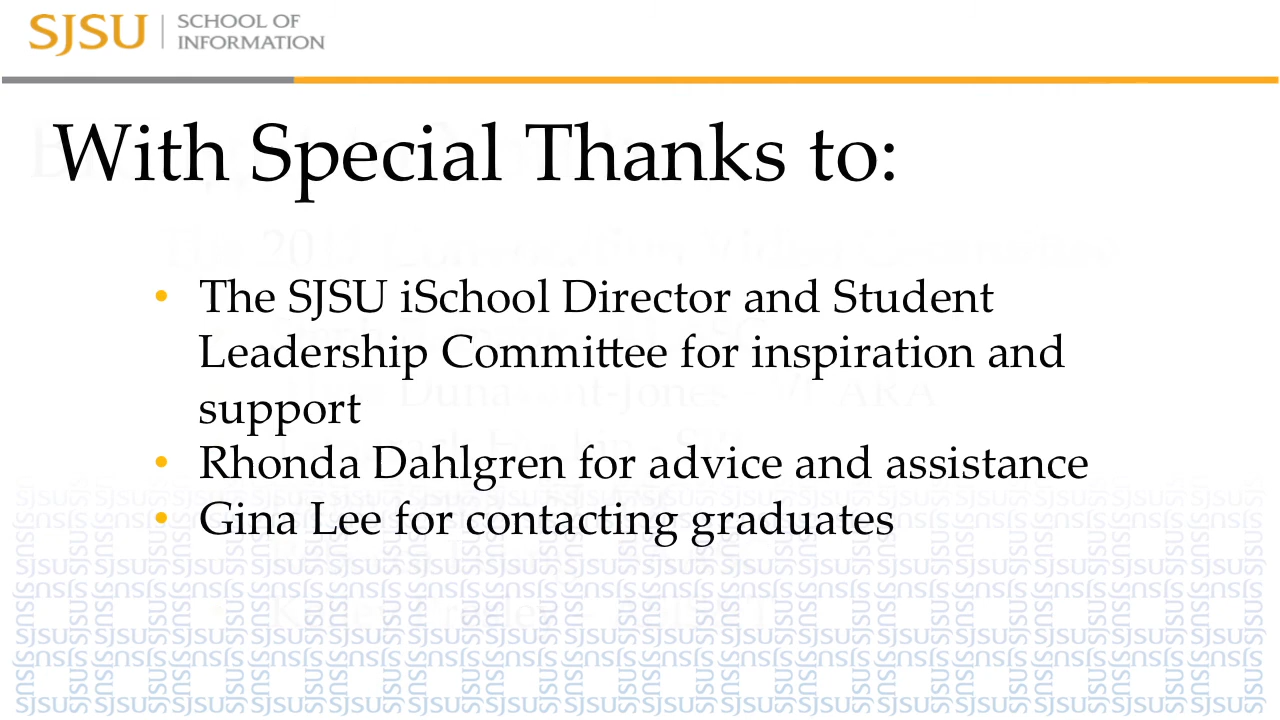 SJSU SCHOOL OF
INFORMATION
With Special Thanks to:
• The SJSU iSchool Director and Student
Leadership Committee for inspiration and
support
• Rhonda Dahlgren for advice and assistance
• Gina Lee for contacting graduates